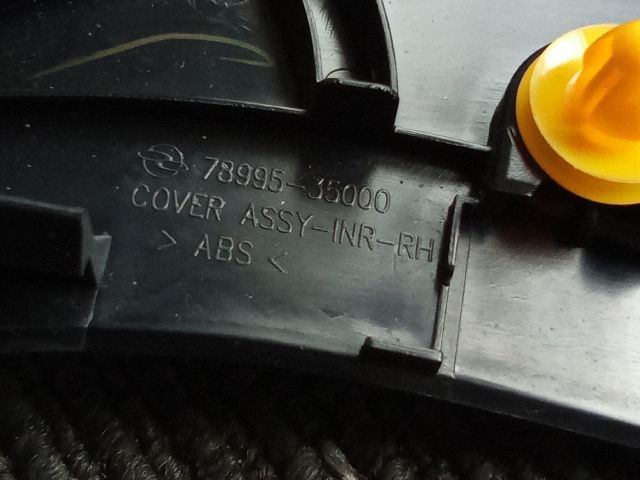 78995-35000
COVER ASSY-INR-RH
> ABS <